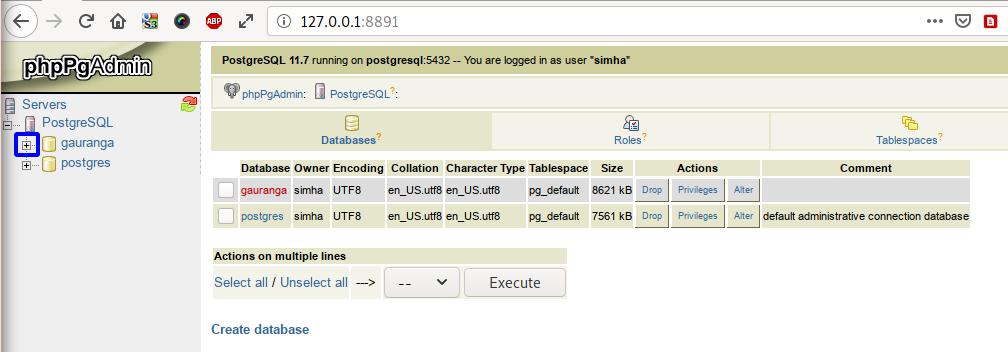 127.0.0.1:8891
S3
ABP
phpPgAdmin
Servers
PostgreSQL
gauranga
postgres
PostgreSQL 11.7 running on postgresql:5432 -- You are logged in as user "simha"
phpPgAdmin: PostgreSQL?:
Databases? Roles? Tablespaces?
Database Owner Encoding Collation Character Type Tablespace Size Actions Comment
gauranga simha UTF8 en_US.utf8 en_US.utf8 pg_default 8621 kB Drop Privileges Alter
postgres simha UTF8 en_US.utf8 en_US.utf8 pg_default 7561 kB Drop Privileges Alter default administrative connection database
Actions on multiple lines
Select all / Unselect all ---> -- Execute
Create database